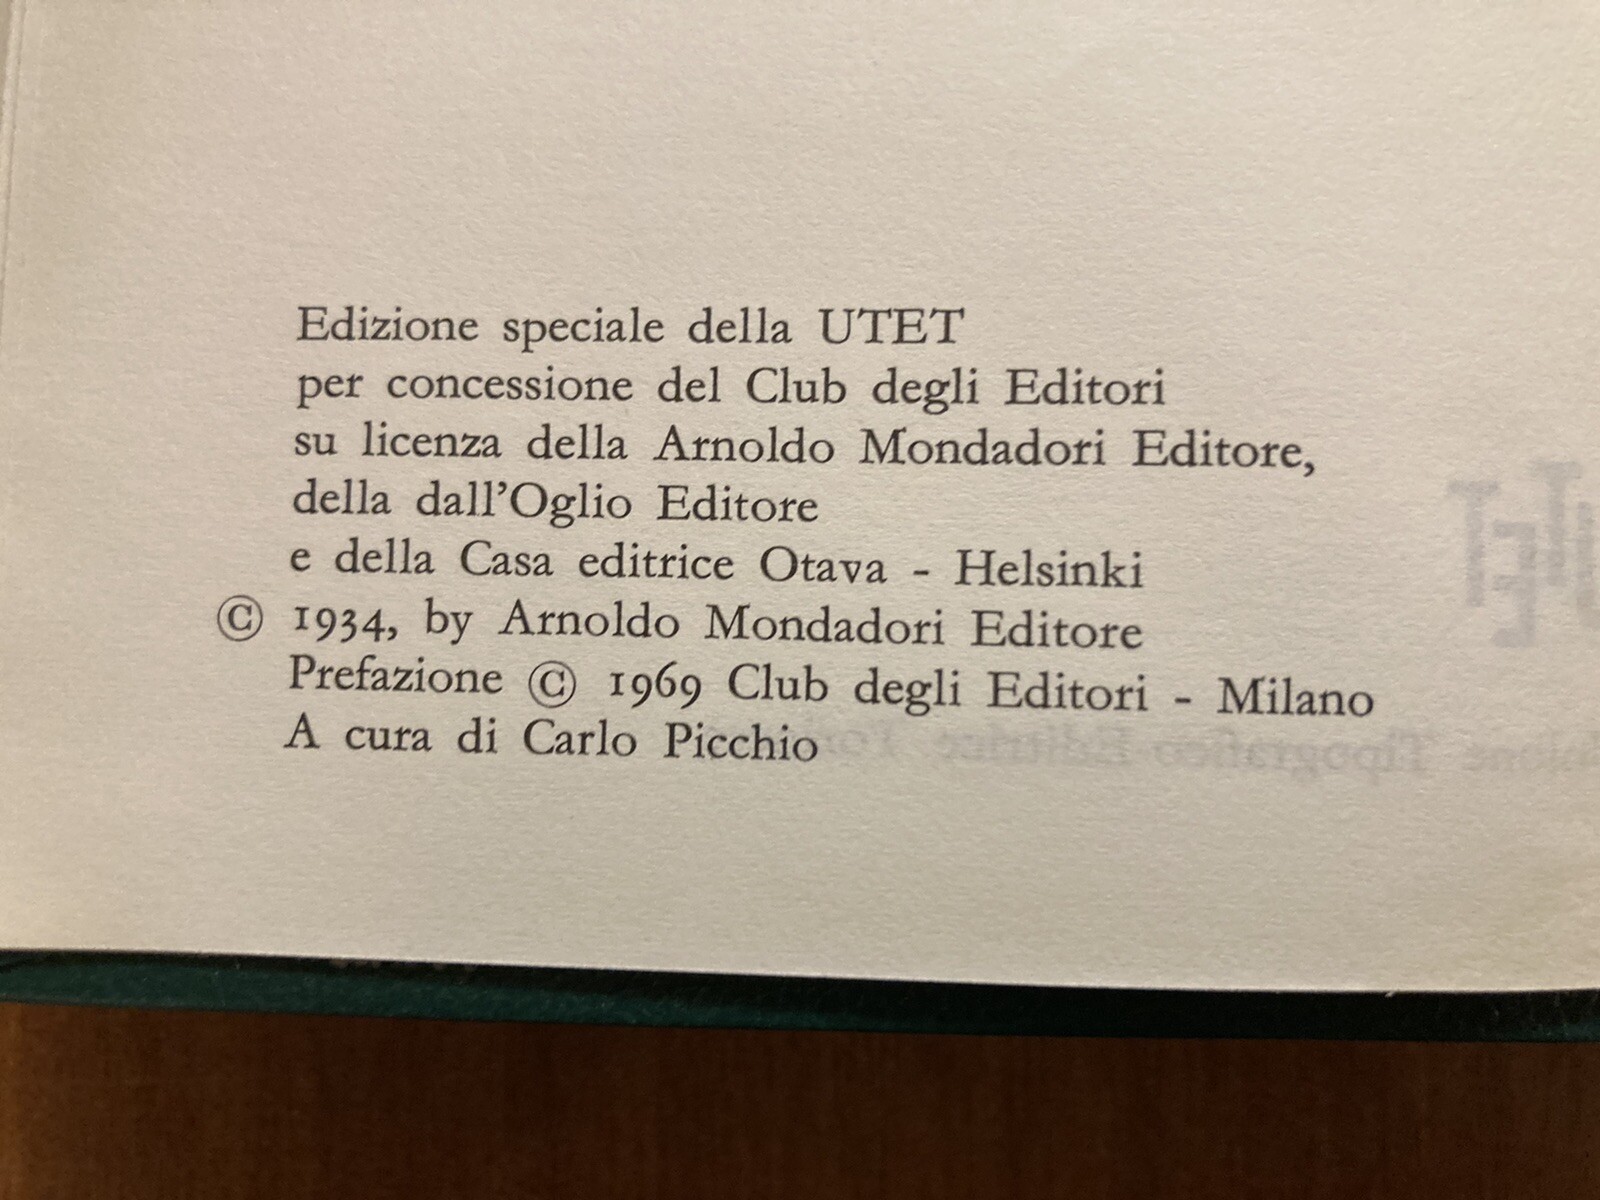 Edizione speciale della UTET
per concessione del Club degli Editori
su licenza della Arnoldo Mondadori Editore,
della dall'Oglio Editore
e della Casa editrice Otava - Helsinki
© 1934, by Arnoldo Mondadori Editore
Prefazione © 1969 Club degli Editori - Milano
A cura di Carlo Picchio